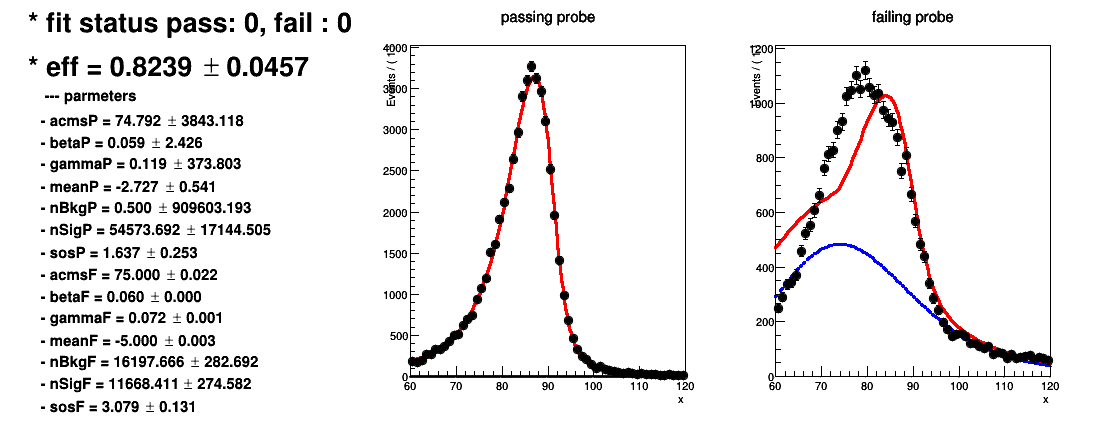 * fit status pass: 0, fail : 0
* eff = 0.8239 ± 0.0457
--- parmeters
- acmsP = 74.792 ± 3843.118
- betaP = 0.059 ± 2.426
- gammaP = 0.119 ± 373.803
- meanP = -2.727 ± 0.541
- nBkgP = 0.500 ± 909603.193
- nSigP = 54573.692 ± 17144.505
- sosP = 1.637 ± 0.253
- acmsF = 75.000 ± 0.022
- betaF = 0.060 ± 0.000
- gammaF = 0.072 ± 0.001
- meanF = -5.000 ± 0.003
- nBkgF = 16197.666 ± 282.692
- nSigF = 11668.411 ± 274.582
- sosF = 3.079 ± 0.131
passing probe
Events / ( 1
4000
3500
3000
2500
2000
1500
1000
500
0
60 70 80 90 100 110 120
x
failing probe
Events / ( 1
1200
1000
800
600
400
200
0
60 70 80 90 100 110 120
x